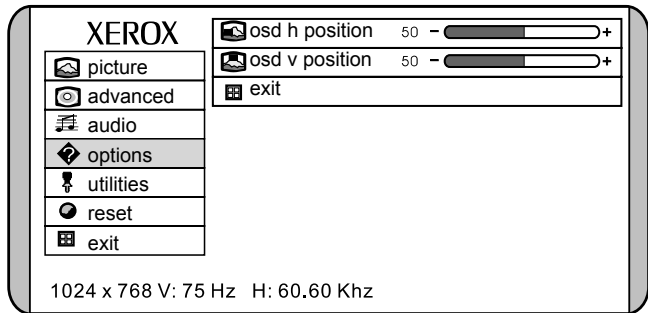 XEROX
picture
advanced
audio
options
utilities
reset
exit
osd h position 50 - +
osd v position 50 - +
exit
1024 x 768 V: 75 Hz H: 60.60 Khz